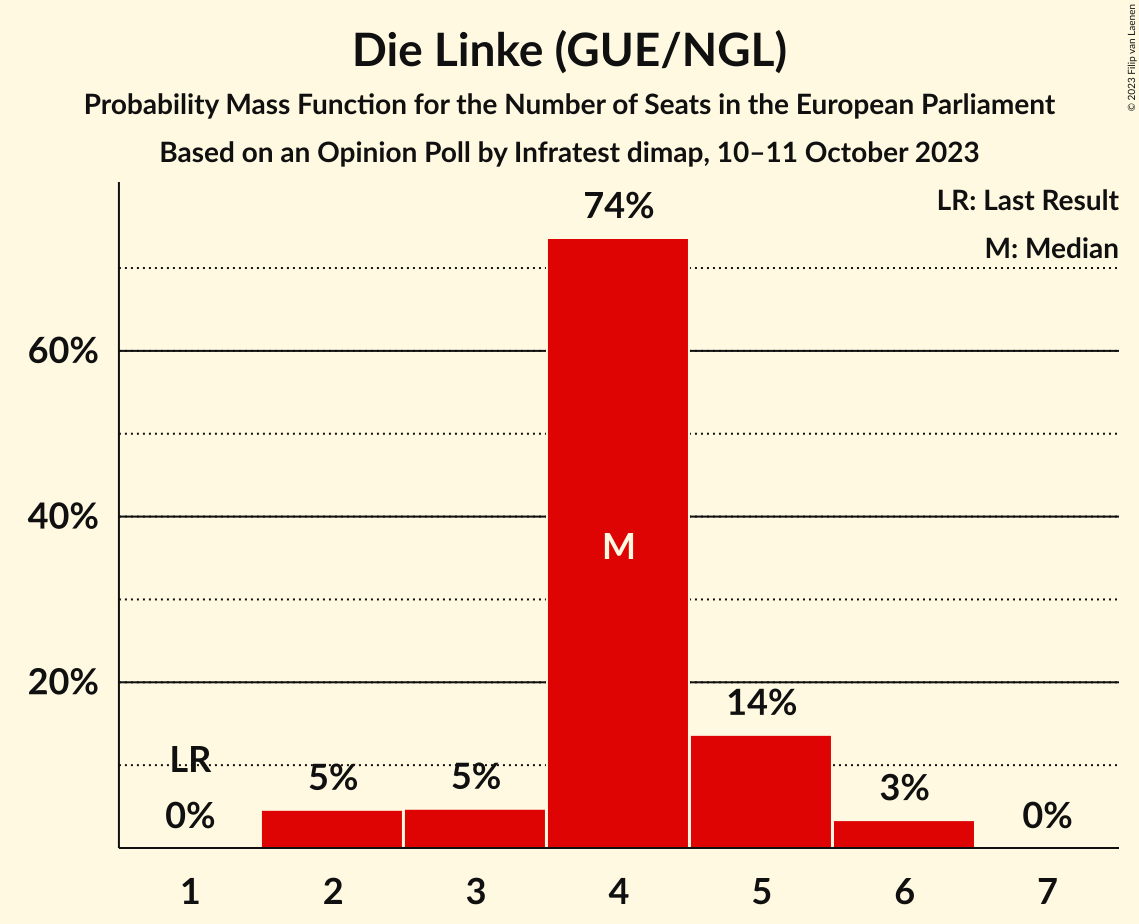 Die Linke (GUE/NGL)
Probability Mass Function for the Number of Seats in the European Parliament
Based on an Opinion Poll by Infratest dimap, 10–11 October 2023
© 2023 Filip van Laenen
LR: Last Result
M: Median
60%
40%
20%
LR
0%
5%
5%
74%
M
14%
3%
0%
1
2
3
4
5
6
7